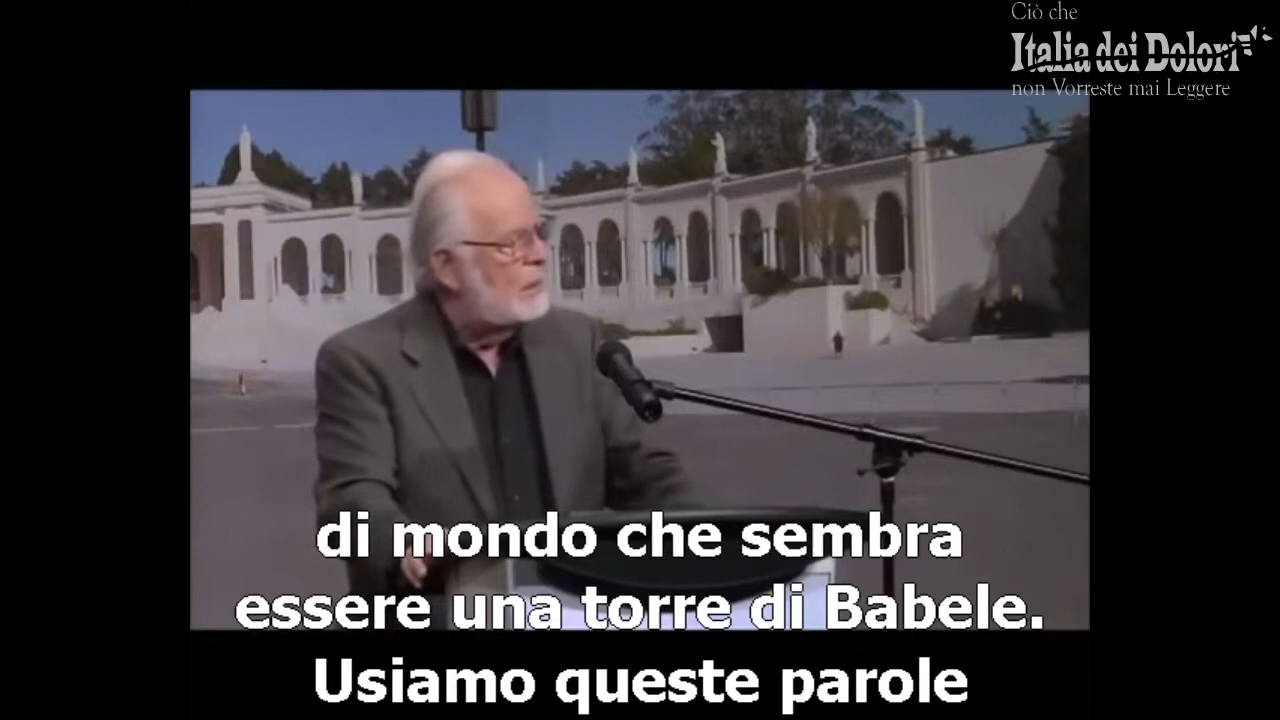 Ciò che
Italia dei Dolori
non Vorreste mai Leggere
di mondo che sembra
essere una torre di Babele.
Usiamo queste parole